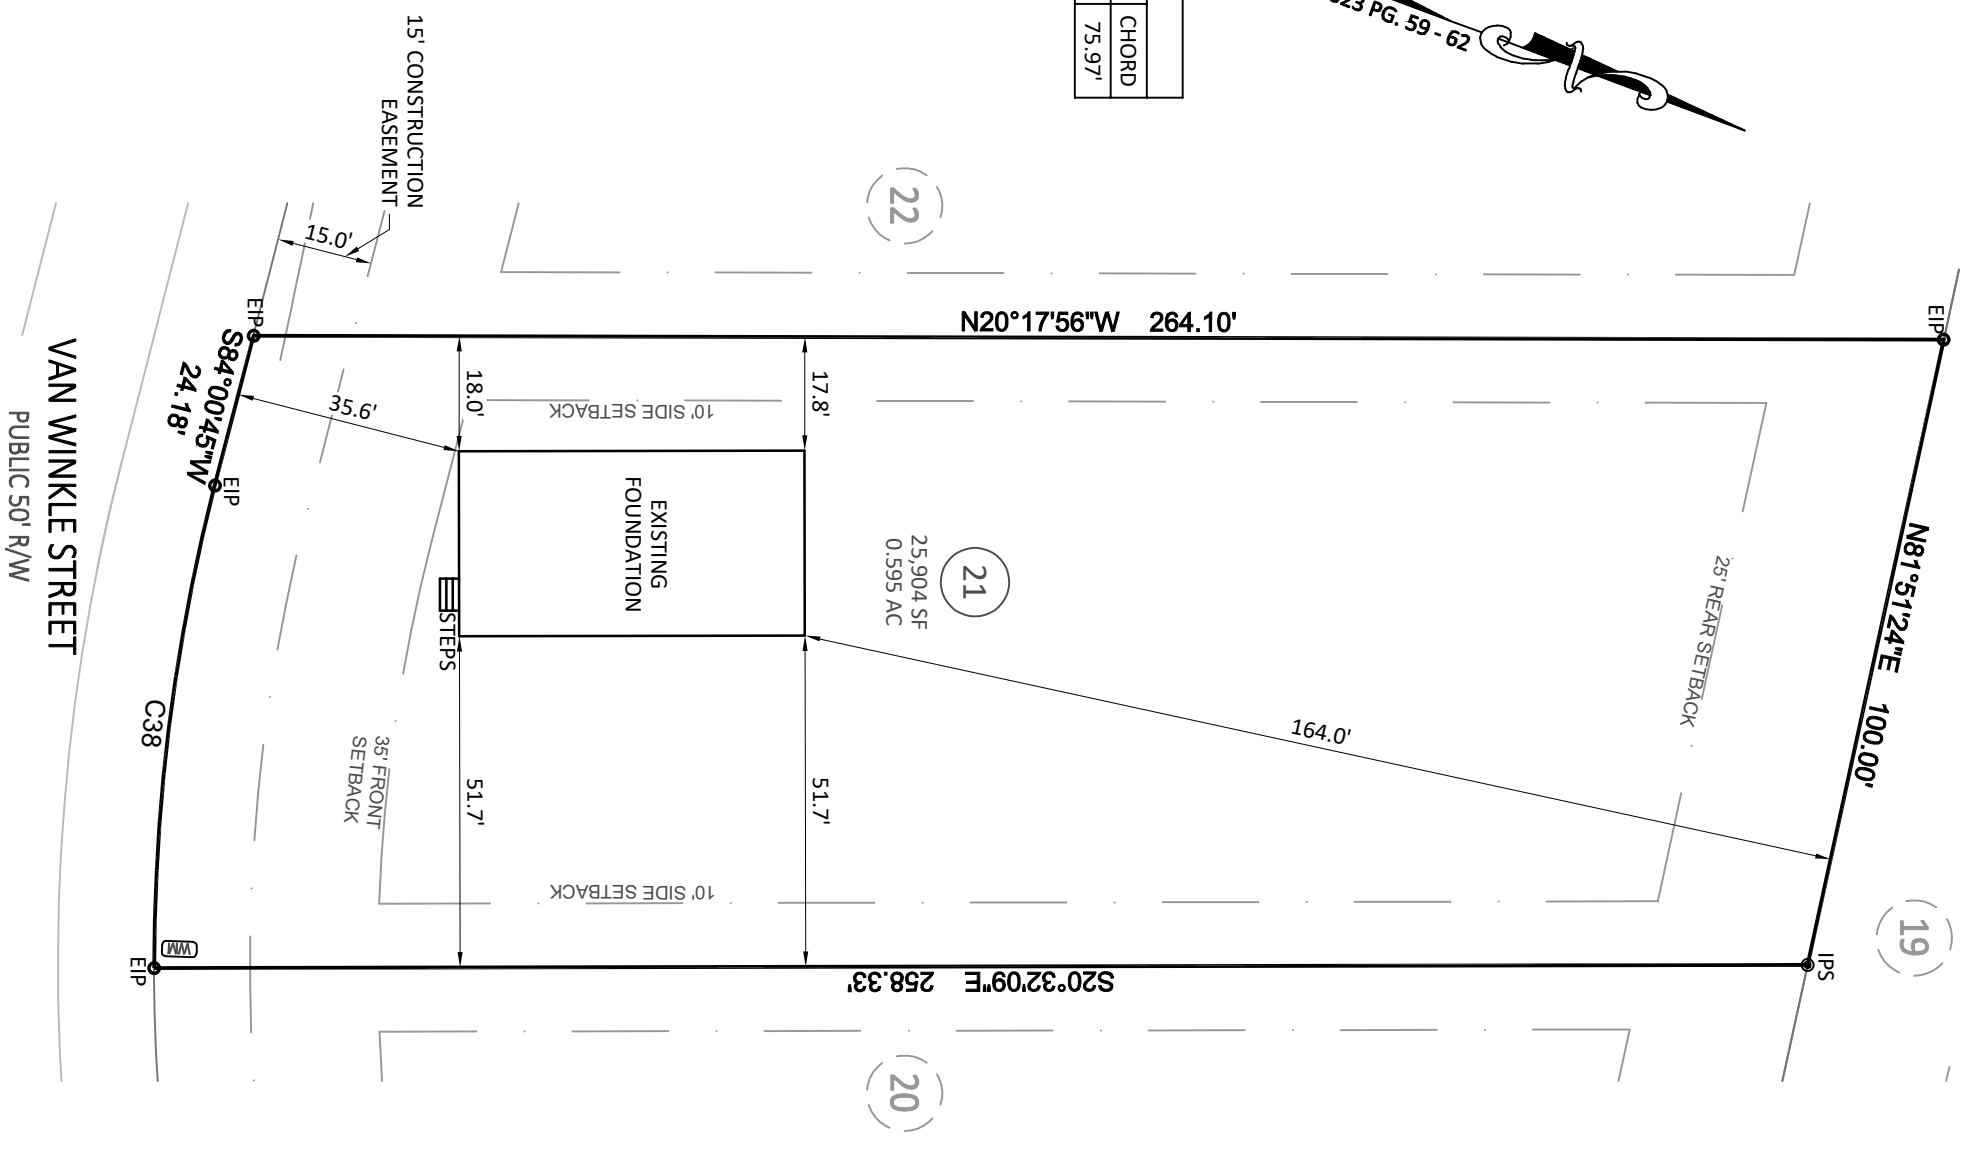 323 PG. 59 - 62
CHORD
75.97'
15' CONSTRUCTION
EASEMENT
15.0'
22
EIP
N20°17'56"W 264.10'
EIP
S84°00'45"W
24.18'
EIP
35.6'
18.0'
17.8'
10' SIDE SETBACK
EXISTING
FOUNDATION
STEPS
21
25,904 SF
0.595 AC
25' REAR SETBACK
N81°51'24"E 100.00'
164.0'
51.7'
51.7'
35' FRONT
SETBACK
C38
VAN WINKLE STREET
PUBLIC 50' R/W
10' SIDE SETBACK
WM
EIP
S20°32'09"E 258.33'
IPS
19
20